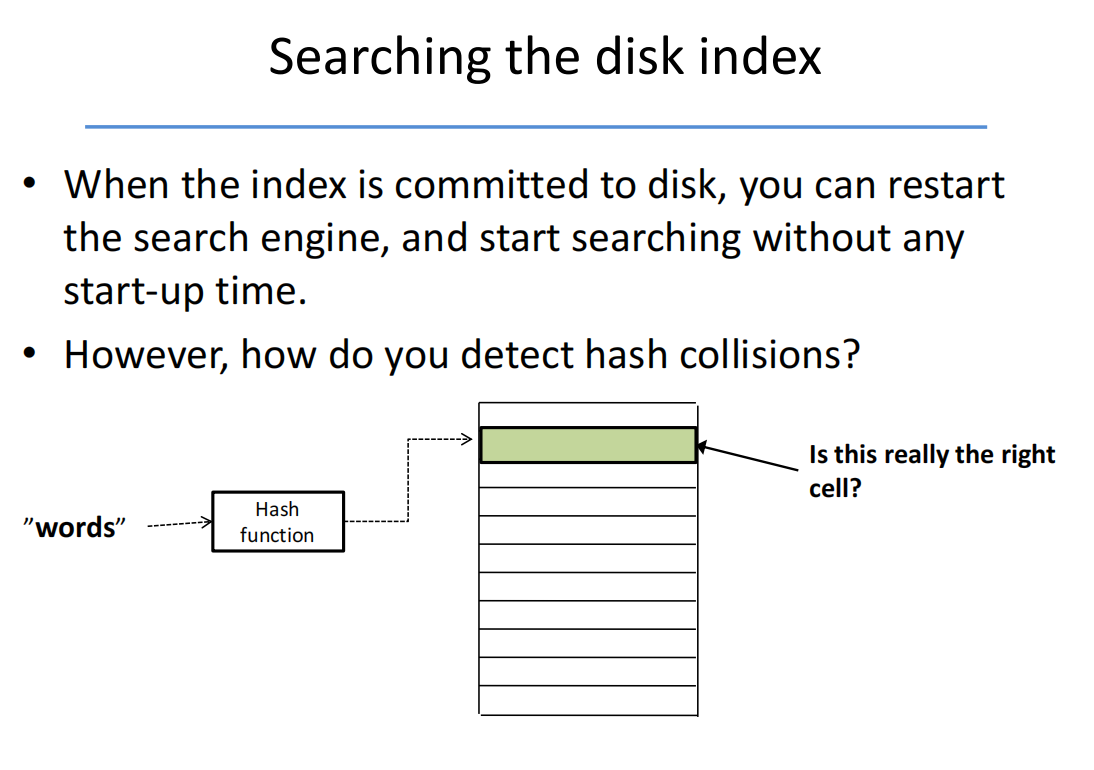 Searching the disk index
• When the index is committed to disk, you can restart
the search engine, and start searching without any
start-up time.
• However, how do you detect hash collisions?
”words”
Hash
function
Is this really the right
cell?